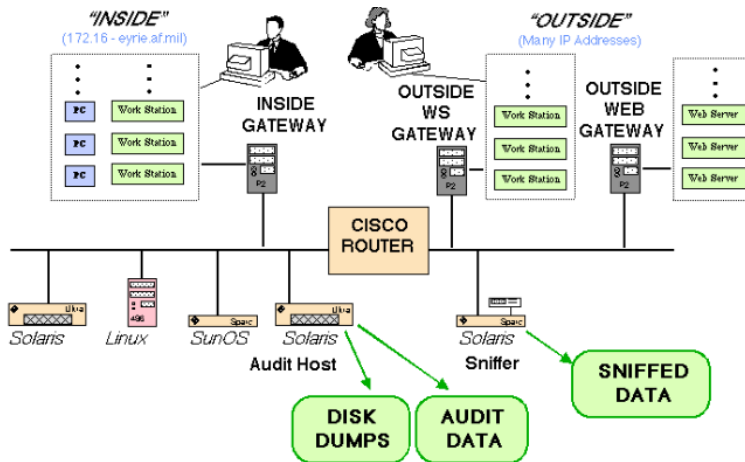 "INSIDE"
(172.16 - eyrie.af.mil)
"OUTSIDE"
(Many IP Addresses)
INSIDE
GATEWAY
OUTSIDE
WS
GATEWAY
OUTSIDE
WEB
GATEWAY
PC
Work Station
PC
Work Station
PC
Work Station
Work Station
Work Station
Work Station
Web Server
Web Server
Web Server
P2
P2
P2
CISCO
ROUTER
Ultra
Solaris
486
Linux
Sparc
SunOS
Ultra
Solaris
Audit Host
Sparc
Solaris
Sniffer
DISK
DUMPS
AUDIT
DATA
SNIFFED
DATA